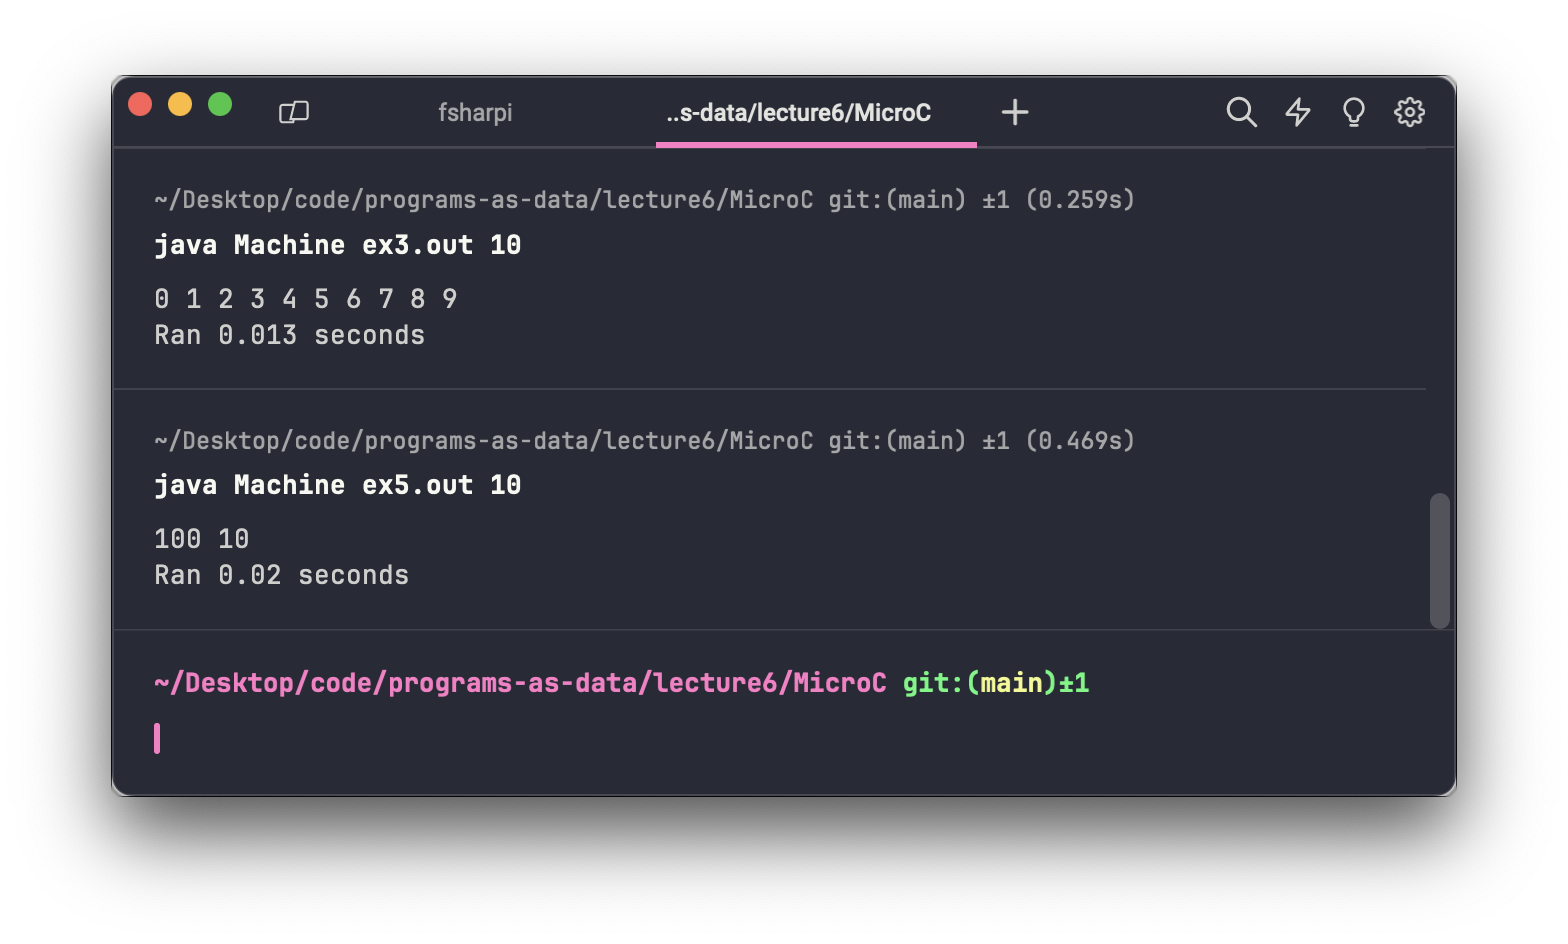 fsharpi ..s-data/lecture6/MicroC
~/Desktop/code/programs-as-data/lecture6/MicroC git:(main) ±1 (0.259s)
java Machine ex3.out 10
0 1 2 3 4 5 6 7 8 9
Ran 0.013 seconds
~/Desktop/code/programs-as-data/lecture6/MicroC git:(main) ±1 (0.469s)
java Machine ex5.out 10
100 10
Ran 0.02 seconds
~/Desktop/code/programs-as-data/lecture6/MicroC git:(main)±1